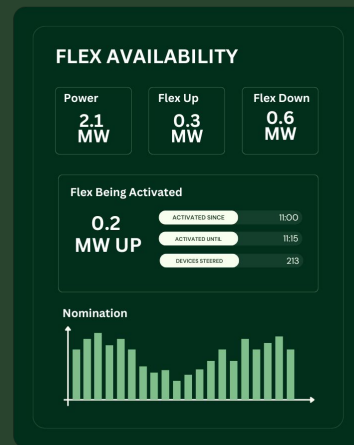 FLEX AVAILABILITY
Power
2.1
MW
Flex Up
0.3
MW
Flex Down
0.6
MW
Flex Being Activated
0.2
MW UP
ACTIVATED SINCE 11:00
ACTIVATED UNTIL 11:15
DEVICES STEERED 213
Nomination